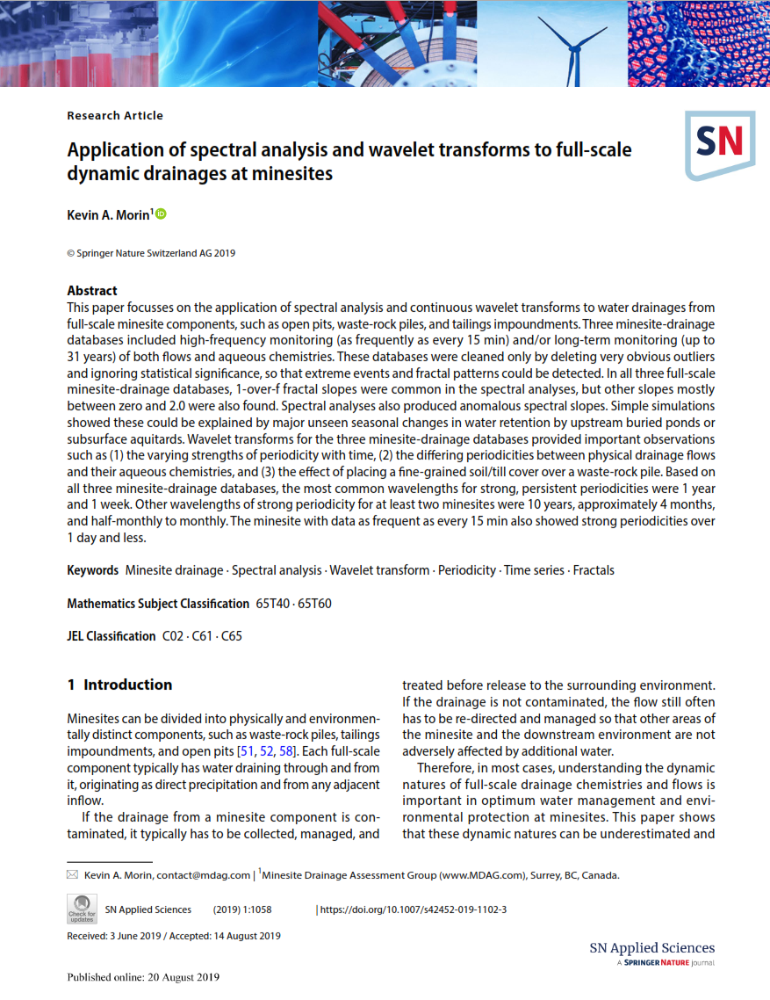 Research Article
SN
Application of spectral analysis and wavelet transforms to full-scale
dynamic drainages at minesites
Kevin A. Morin1 iD
© Springer Nature Switzerland AG 2019
Abstract
This paper focusses on the application of spectral analysis and continuous wavelet transforms to water drainages from
full-scale minesite components, such as open pits, waste-rock piles, and tailings impoundments. Three minesite-drainage
databases included high-frequency monitoring (as frequently as every 15 min) and/or long-term monitoring (up to
31 years) of both flows and aqueous chemistries. These databases were cleaned only by deleting very obvious outliers
and ignoring statistical significance, so that extreme events and fractal patterns could be detected. In all three full-scale
minesite-drainage databases, 1-over-f fractal slopes were common in the spectral analyses, but other slopes mostly
between zero and 2.0 were also found. Spectral analyses also produced anomalous spectral slopes. Simple simulations
showed these could be explained by major unseen seasonal changes in water retention by upstream buried ponds or
subsurface aquitards. Wavelet transforms for the three minesite-drainage databases provided important observations
such as (1) the varying strengths of periodicity with time, (2) the differing periodicities between physical drainage flows
and their aqueous chemistries, and (3) the effect of placing a fine-grained soil/till cover over a waste-rock pile. Based on
all three minesite-drainage databases, the most common wavelengths for strong, persistent periodicities were 1 year
and 1 week. Other wavelengths of strong periodicity for at least two minesites were 10 years, approximately 4 months,
and half-monthly to monthly. The minesite with data as frequent as every 15 min also showed strong periodicities over
1 day and less.
Keywords Minesite drainage · Spectral analysis · Wavelet transform · Periodicity · Time series · Fractals
Mathematics Subject Classification 65T40 · 65T60
JEL Classification C02 · C61 · C65
1 Introduction
Minesites can be divided into physically and environmen-
tally distinct components, such as waste-rock piles, tailings
impoundments, and open pits [51, 52, 58]. Each full-scale
component typically has water draining through and from
it, originating as direct precipitation and from any adjacent
inflow.
If the drainage from a minesite component is con-
taminated, it typically has to be collected, managed, and
treated before release to the surrounding environment.
If the drainage is not contaminated, the flow still often
has to be re-directed and managed so that other areas of
the minesite and the downstream environment are not
adversely affected by additional water.
Therefore, in most cases, understanding the dynamic
natures of full-scale drainage chemistries and flows is
important in optimum water management and envi-
ronmental protection at minesites. This paper shows
that these dynamic natures can be underestimated and
Kevin A. Morin, contact@mdag.com | 1Minesite Drainage Assessment Group (www.MDAG.com), Surrey, BC, Canada.
Check for
updates
SN Applied Sciences (2019) 1:1058 | https://doi.org/10.1007/s42452-019-1102-3
Received: 3 June 2019 / Accepted: 14 August 2019
Published online: 20 August 2019
SN Applied Sciences
A SPRINGER NATURE journal